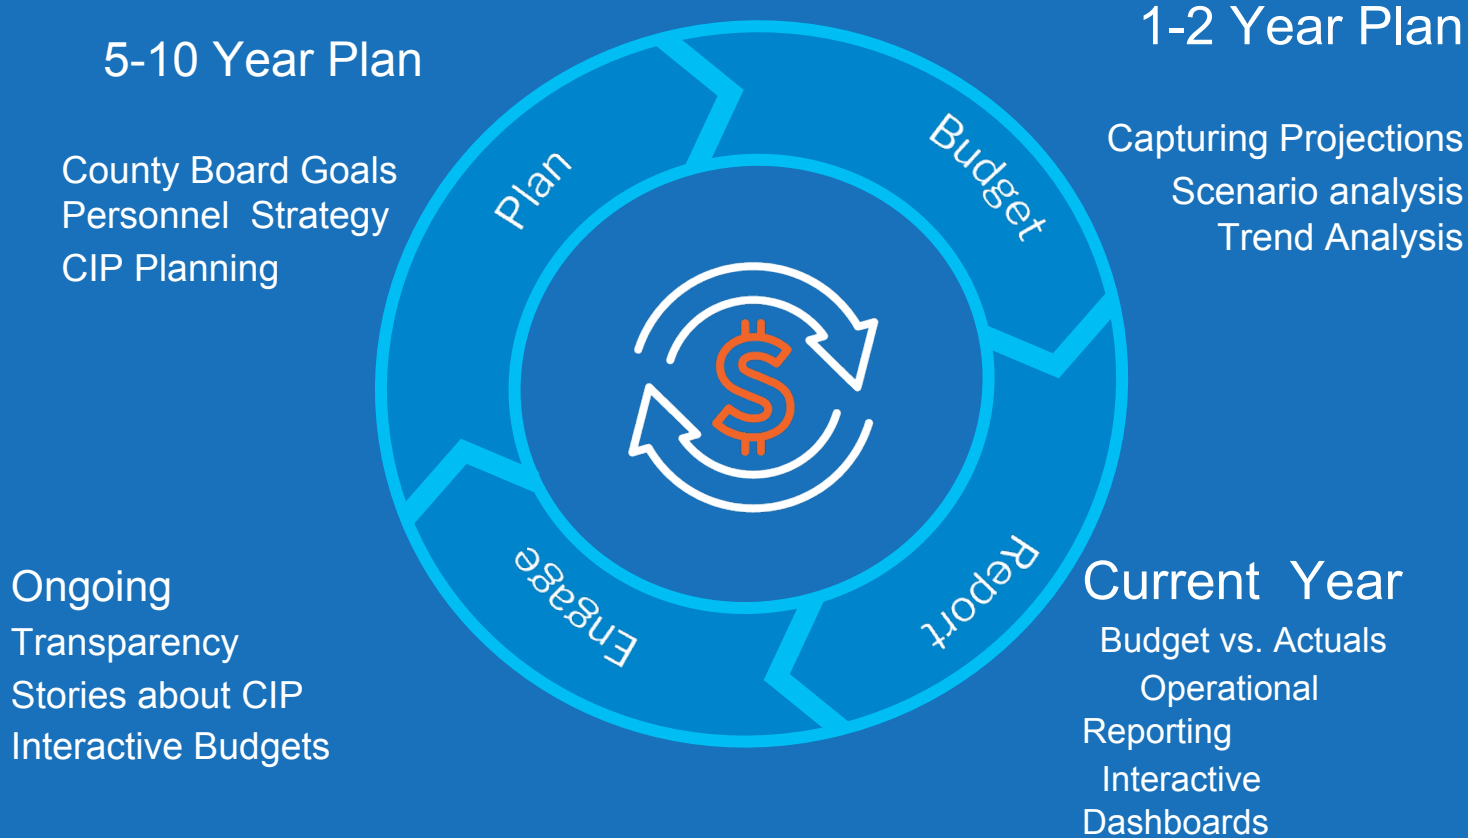 5-10 Year Plan
County Board Goals
Personnel Strategy
CIP Planning
1-2 Year Plan
Capturing Projections
Scenario analysis
Trend Analysis
Plan
Budget
Report
Engage
$
Ongoing
Transparency
Stories about CIP
Interactive Budgets
Current Year
Budget vs. Actuals
Operational
Reporting
Interactive
Dashboards